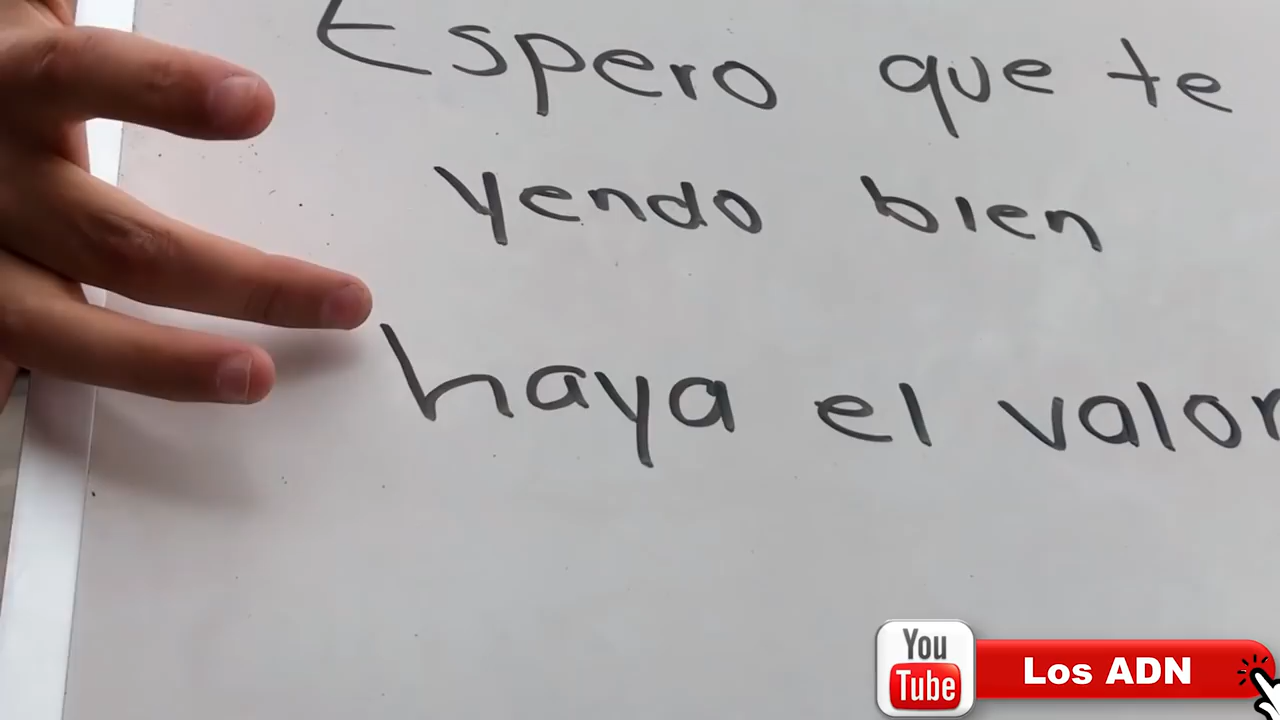 Espero que te
yendo bien
haya el valor
You
Tube
Los ADN